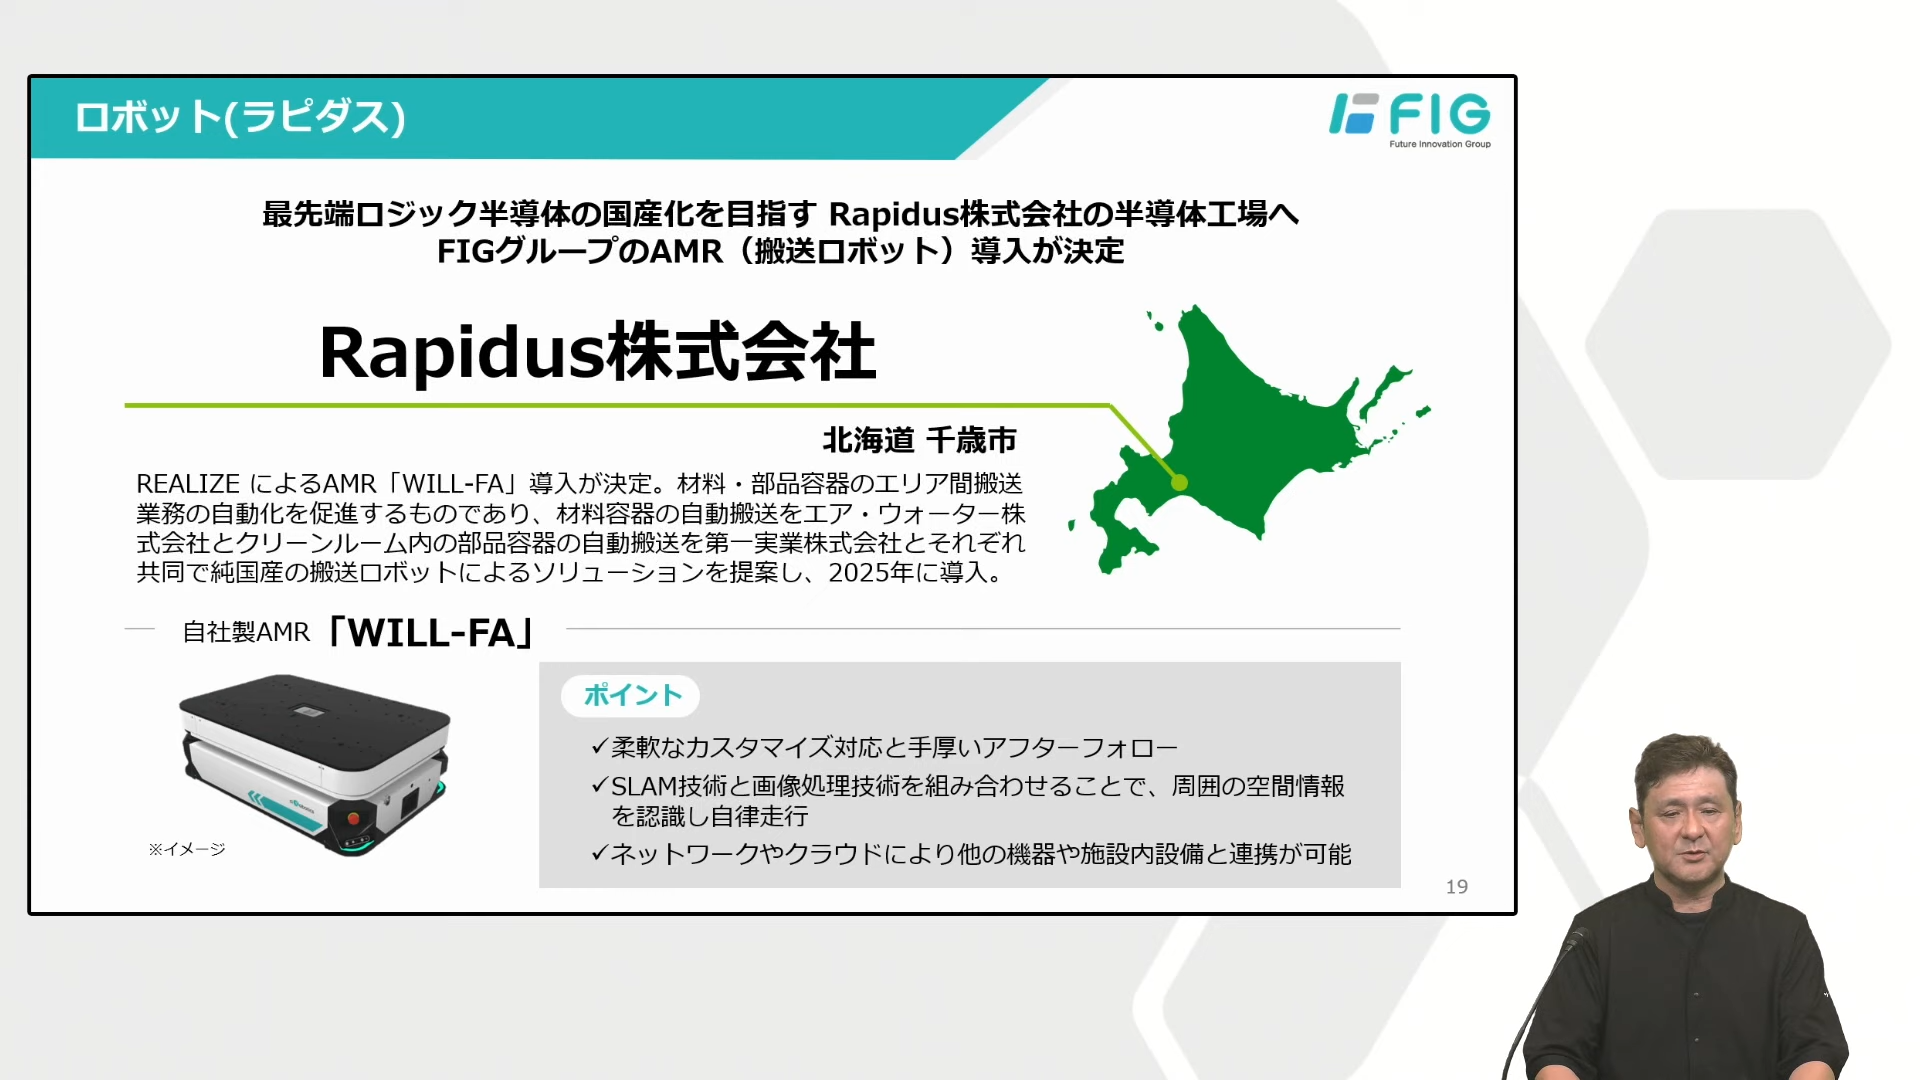 ロボット(ラピダス)
FIG
Future Innovation Group
最先端ロジック半導体の国産化を目指す Rapidus株式会社の半導体工場へ
FIGグループのAMR（搬送ロボット）導入が決定
Rapidus株式会社
北海道 千歳市
REALIZE によるAMR「WILL-FA」導入が決定。材料・部品容器のエリア間搬送
業務の自動化を促進するものであり、材料容器の自動搬送をエア・ウォーター株
式会社とクリーンルーム内の部品容器の自動搬送を第一実業株式会社とそれぞれ
共同で純国産の搬送ロボットによるソリューションを提案し、2025年に導入。
自社製AMR「WILL-FA」
※イメージ
ポイント
✓柔軟なカスタマイズ対応と手厚いアフターフォロー
✓SLAM技術と画像処理技術を組み合わせることで、周囲の空間情報
を認識し自律走行
✓ネットワークやクラウドにより他の機器や施設内設備と連携が可能
19